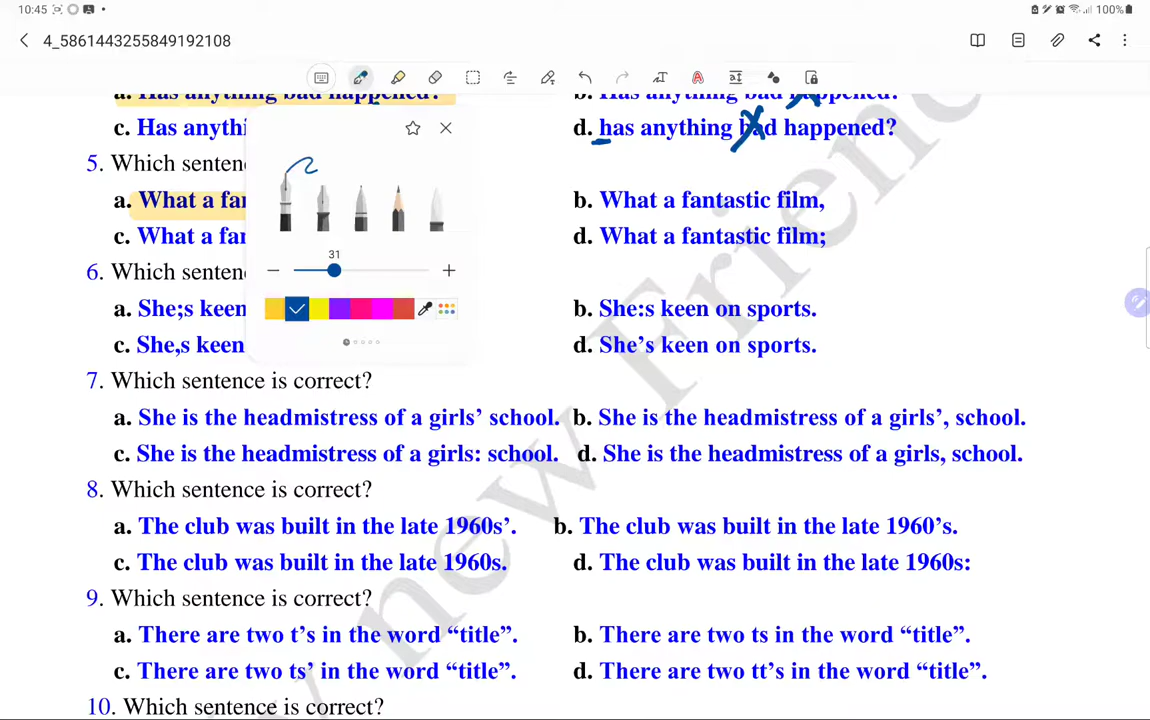 10:45 100%
4_5861443255849192108
a. Has anything bad happened? b. Has anything bad happened?
c. Has anythi d. has anything bad happened?
5. Which senten
a. What a fa b. What a fantastic film,
c. What a fa d. What a fantastic film;
6. Which senten
a. She;s keen b. She:s keen on sports.
c. She,s keen d. She’s keen on sports.
31
7. Which sentence is correct?
a. She is the headmistress of a girls’ school. b. She is the headmistress of a girls’, school.
c. She is the headmistress of a girls: school. d. She is the headmistress of a girls, school.
8. Which sentence is correct?
a. The club was built in the late 1960s’. b. The club was built in the late 1960’s.
c. The club was built in the late 1960s. d. The club was built in the late 1960s:
9. Which sentence is correct?
a. There are two t’s in the word “title”. b. There are two ts in the word “title”.
c. There are two ts’ in the word “title”. d. There are two tt’s in the word “title”.
10. Which sentence is correct?
new Friend